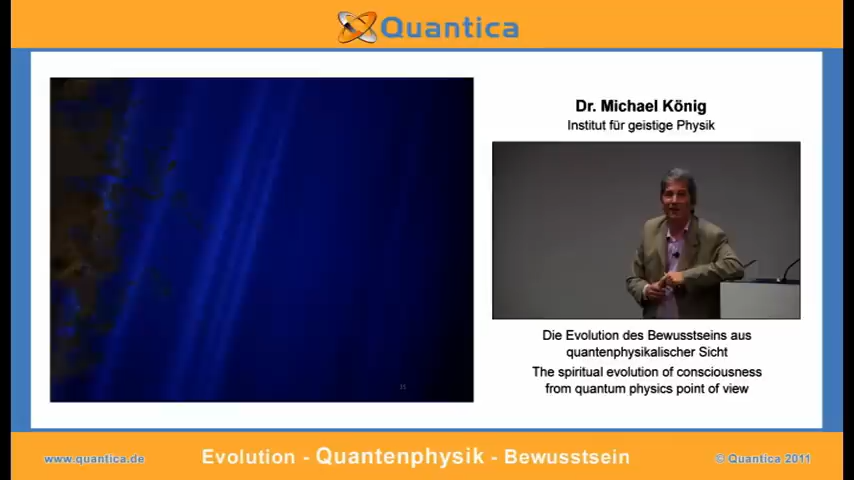 Quantica
Dr. Michael König
Institut für geistige Physik
Die Evolution des Bewusstseins aus
quantenphysikalischer Sicht
The spiritual evolution of consciousness
from quantum physics point of view
www.quantica.de
Evolution - Quantenphysik - Bewusstsein
© Quantica 2011